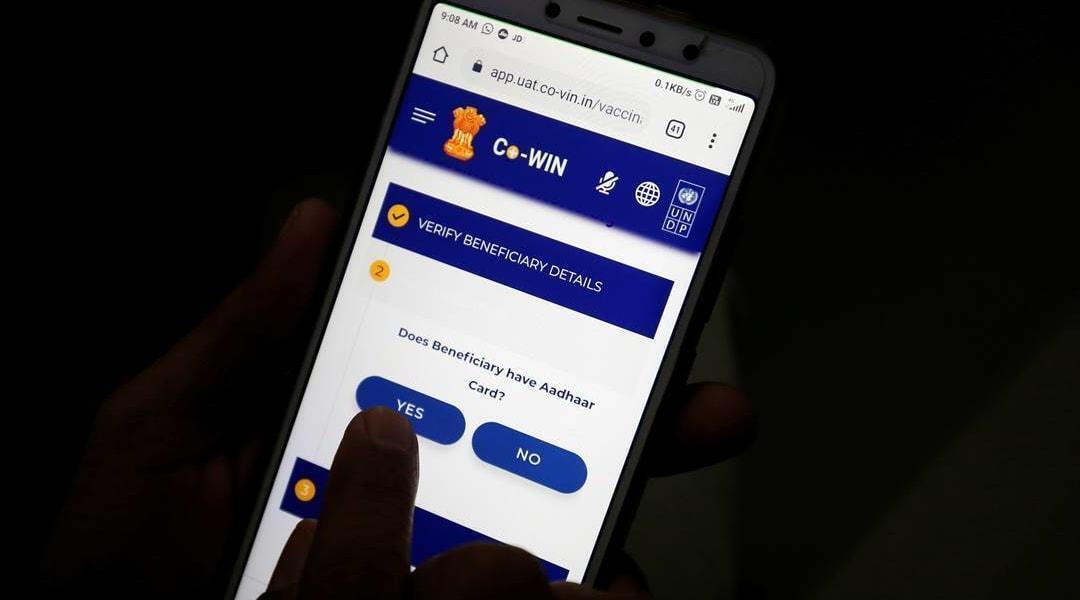 9:08 AM JD
0.1KB/s
app.uat.co-vin.in/vaccin
41
Co-WIN
UN
DP
VERIFY BENEFICIARY DETAILS
2
Does Beneficiary have Aadhaar
Card?
YES
NO
3